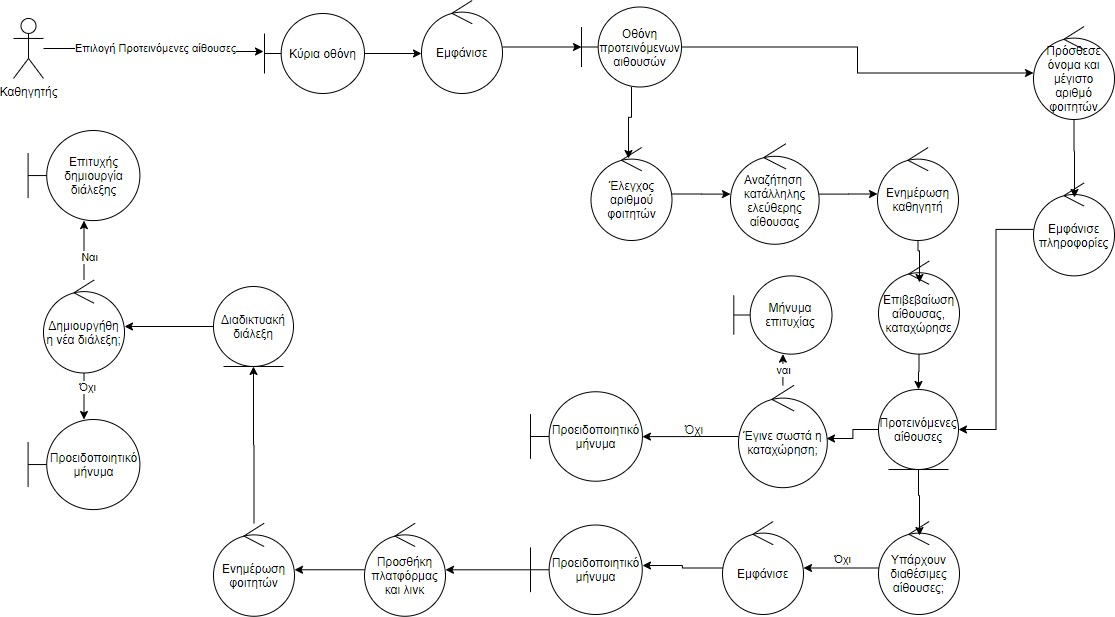 Επιλογή Προτεινόμενες αίθουσες
Καθηγητής
Κύρια οθόνη
Εμφάνισε
Οθόνη
προτεινόμενων
αιθουσών
Πρόσθεσε
όνομα και
μέγιστο
αριθμό
φοιτητών
Επιτυχής
δημιουργία
διάλεξης
Έλεγχος
αριθμού
φοιτητών
Αναζήτηση
κατάλληλης
ελεύθερης
αίθουσας
Ενημέρωση
καθηγητή
Εμφάνισε
πληροφορίες
Ναι
Δημιουργήθη
η νέα διάλεξη;
Διαδικτυακή
διάλεξη
Μήνυμα
επιτυχίας
Επιβεβαίωση
αίθουσας,
καταχώρησε
Όχι
ναι
Προειδοποιητικό
μήνυμα
Προειδοποιητικό
μήνυμα
Όχι
Έγινε σωστά η
καταχώρηση;
Προτεινόμενες
αίθουσες
Ενημέρωση
φοιτητών
Προσθήκη
πλατφόρμας
και λινκ
Προειδοποιητικό
μήνυμα
Εμφάνισε
Όχι
Υπάρχουν
διαθέσιμες
αίθουσες;